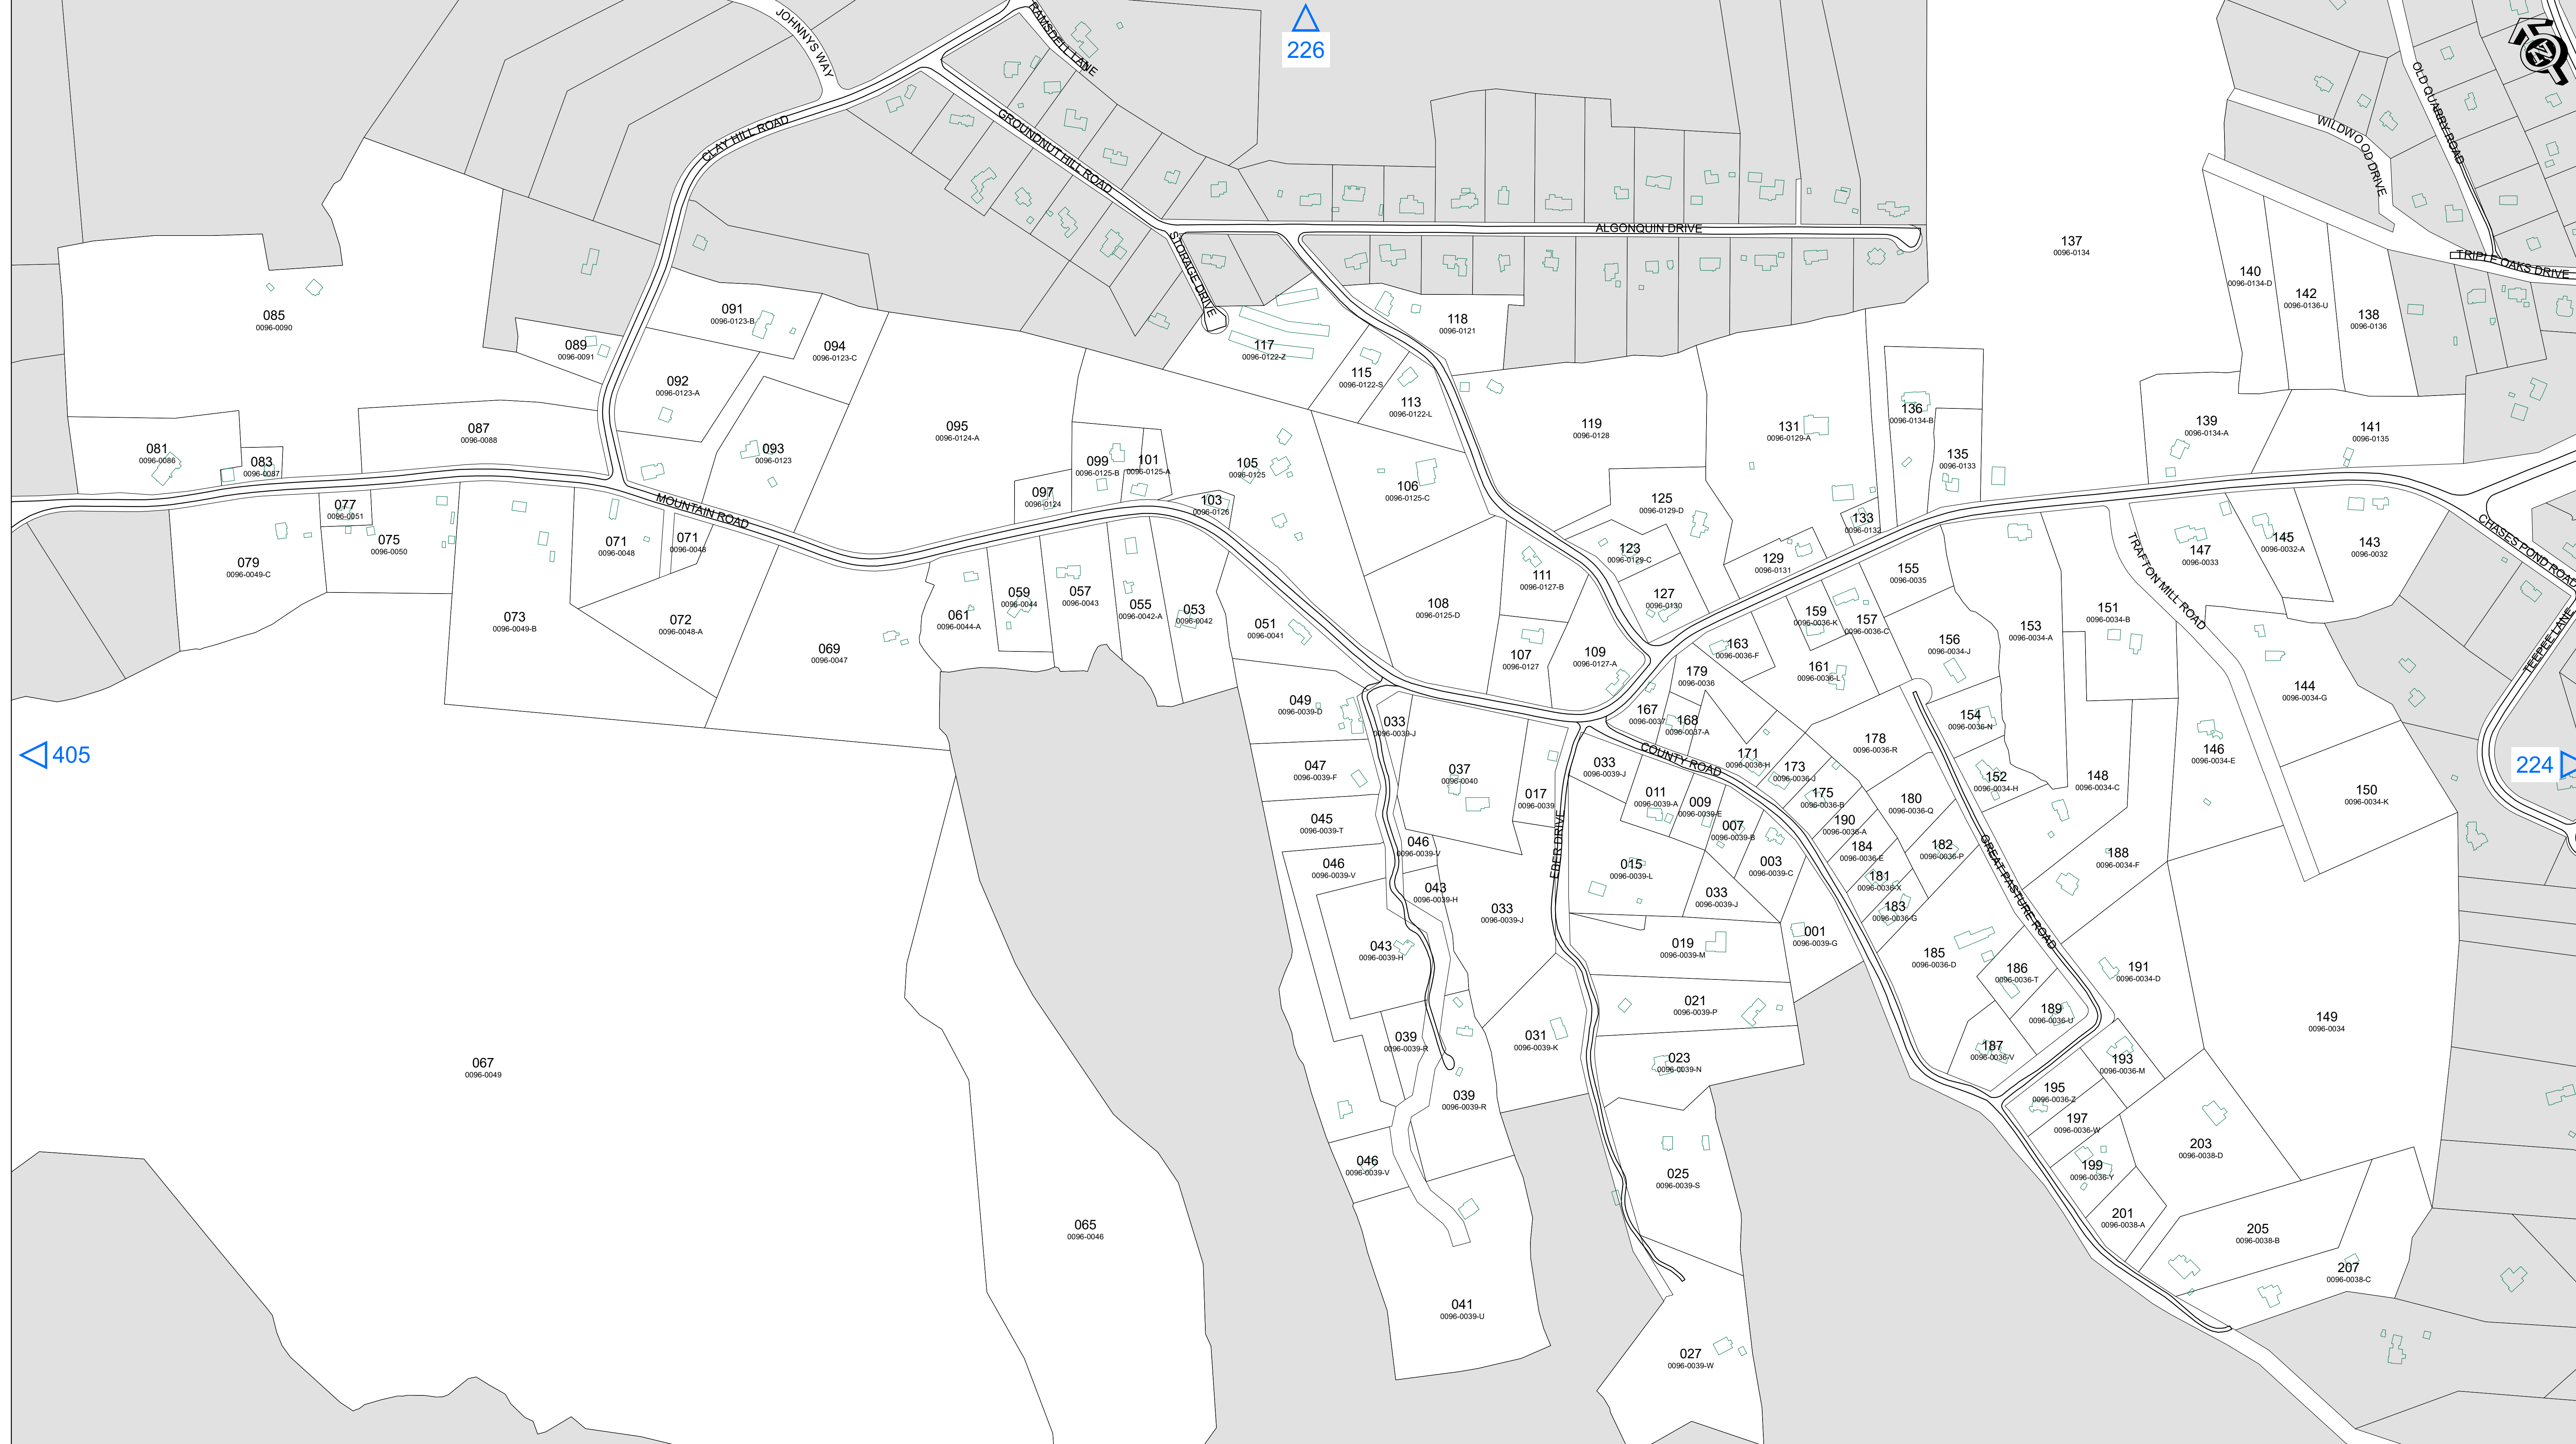 JOHNNYS WAY
RAMSDELL LANE
226
OLD QUARRY ROAD
N
CLAY HILL ROAD
GROUNDNUT HILL ROAD
WILDWOOD DRIVE
STORAGE DRIVE
ALGONQUIN DRIVE
TRIPLE OAKS DRIVE
137
0096-0134
140
0096-0134-D
142
0096-0136-U
138
0096-0136
085
0096-0090
091
0096-0123-B
094
0096-0123-C
089
0096-0091
092
0096-0123-A
117
0096-0122-Z
118
0096-0121
115
0096-0122-S
113
0096-0122-L
119
0096-0128
131
0096-0129-A
136
0096-0134-B
135
0096-0133
139
0096-0134-A
141
0096-0135
081
0096-0086
083
0096-0087
087
0096-0088
093
0096-0123
095
0096-0124-A
097
0096-0124
099
0096-0125-B
101
0096-0125-A
103
0096-0126
105
0096-0125
106
0096-0125-C
125
0096-0129-D
123
0096-0129-C
133
0096-0132
129
0096-0131
127
0096-0130
MOUNTAIN ROAD
077
0096-0051
075
0096-0050
079
0096-0049-C
071
0096-0048
071
0096-0048
073
0096-0049-B
072
0096-0048-A
069
0096-0047
061
0096-0044-A
059
0096-0044
057
0096-0043
055
0096-0042-A
053
0096-0042
051
0096-0041
108
0096-0125-D
111
0096-0127-B
107
0096-0127
109
0096-0127-A
155
0096-0035
159
0096-0036-K
157
0096-0036-C
156
0096-0034-J
153
0096-0034-A
151
0096-0034-B
TRAFTON MILL ROAD
147
0096-0033
145
0096-0032-A
143
0096-0032
CHASES POND ROAD
TEEPEE LANE
163
0096-0036-F
161
0096-0036-L
179
0096-0036
167
0096-0037
168
0096-0037-A
COUNTY ROAD
171
0096-0036-H
173
0096-0036-J
175
0096-0036-B
178
0096-0036-R
154
0096-0036-N
152
0096-0034-H
148
0096-0034-C
146
0096-0034-E
144
0096-0034-G
150
0096-0034-K
405
224
049
0096-0039-D
033
0096-0039-J
047
0096-0039-F
037
0096-0040
017
0096-0039
EBER DRIVE
033
0096-0039-J
011
0096-0039-A
009
0096-0039-E
007
0096-0039-B
003
0096-0039-C
045
0096-0039-T
046
0096-0039-V
046
0096-0039-V
043
0096-0039-H
043
0096-0039-H
033
0096-0039-J
015
0096-0039-L
033
0096-0039-J
190
0096-0036-A
184
0096-0036-E
181
0096-0036-X
183
0096-0036-G
180
0096-0036-Q
182
0096-0036-P
GREAT PASTURE ROAD
188
0096-0034-F
185
0096-0036-D
186
0096-0036-T
189
0096-0036-U
187
0096-0036-V
191
0096-0034-D
149
0096-0034
001
0096-0039-G
019
0096-0039-M
021
0096-0039-P
023
0096-0039-N
031
0096-0039-K
039
0096-0039-R
039
0096-0039-R
193
0096-0036-M
195
0096-0036-Z
197
0096-0036-W
199
0096-0036-Y
201
0096-0038-A
203
0096-0038-D
205
0096-0038-B
207
0096-0038-C
067
0096-0049
065
0096-0046
046
0096-0039-V
025
0096-0039-S
041
0096-0039-U
027
0096-0039-W